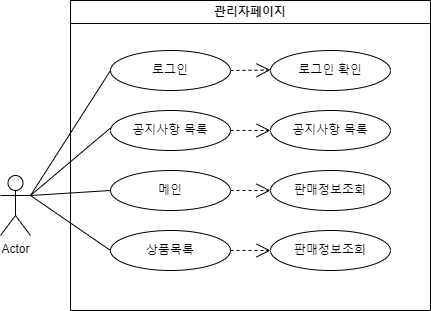 관리자페이지
로그인
로그인 확인
공지사항 목록
공지사항 목록
메인
판매정보조회
상품목록
판매정보조회
Actor